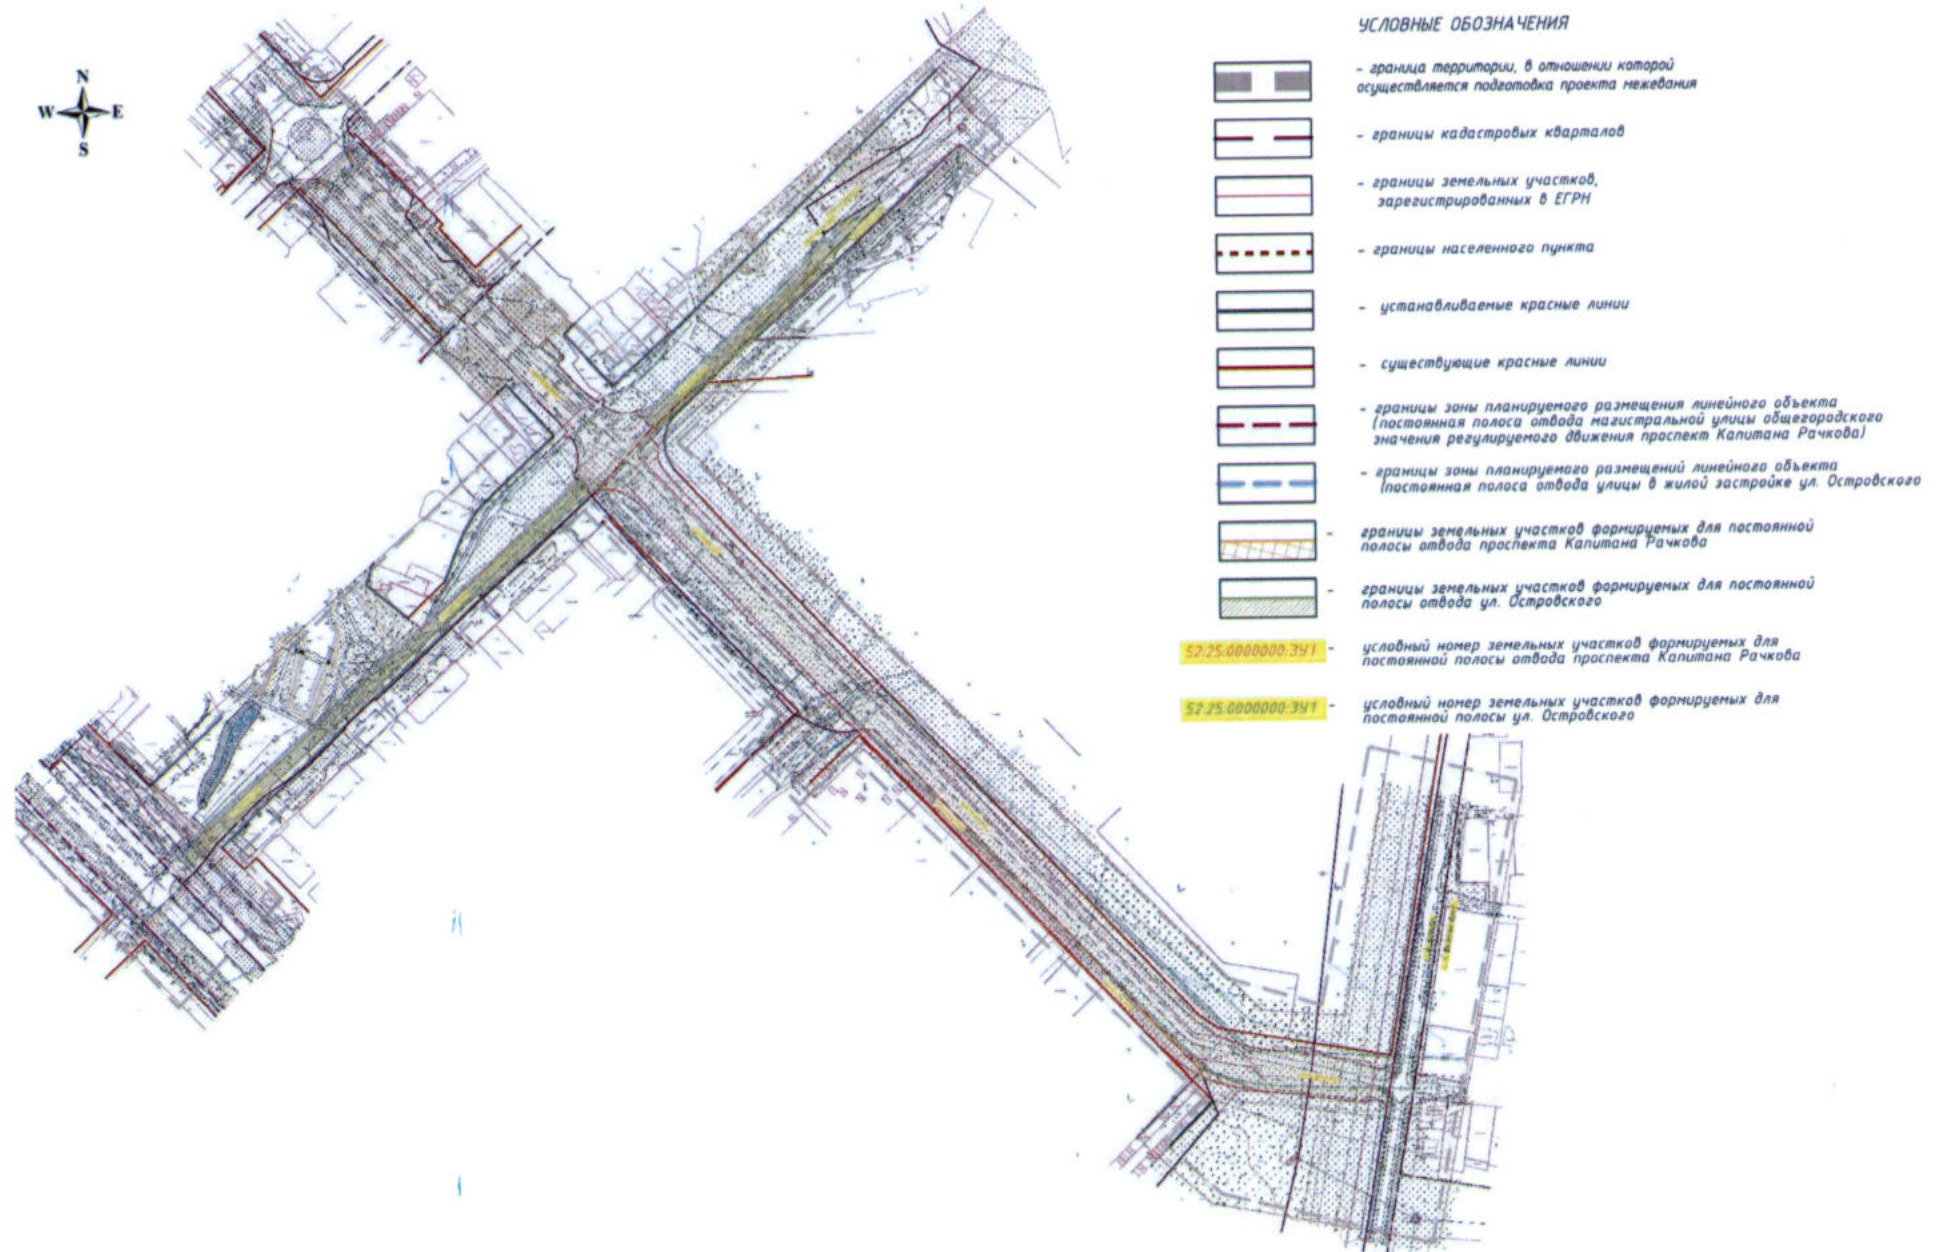 УСЛОВНЫЕ ОБОЗНАЧЕНИЯ
N
W E
S
- граница территории, в отношении которой
осуществляется подготовка проекта межевания
- границы кадастровых кварталов
- границы земельных участков,
зарегистрированных в ЕГРН
- границы населенного пункта
- устанавливаемые красные линии
- существующие красные линии
- границы зоны планируемого размещения линейного объекта
(постоянная полоса отвода магистральной улицы общегородского
значения регулируемого движения проспект Капитана Рачкова)
- границы зоны планируемого размещений линейного объекта
(постоянная полоса отвода улицы в жилой застройке ул. Островского
- границы земельных участков формируемых для постоянной
полосы отвода проспекта Капитана Рачкова
- границы земельных участков формируемых для постоянной
полосы отвода ул. Островского
52:25:0000000:ЗУ1 - условный номер земельных участков формируемых для
постоянной полосы отвода проспекта Капитана Рачкова
52:25:0000000:ЗУ1 - условный номер земельных участков формируемых для
постоянной полосы ул. Островского